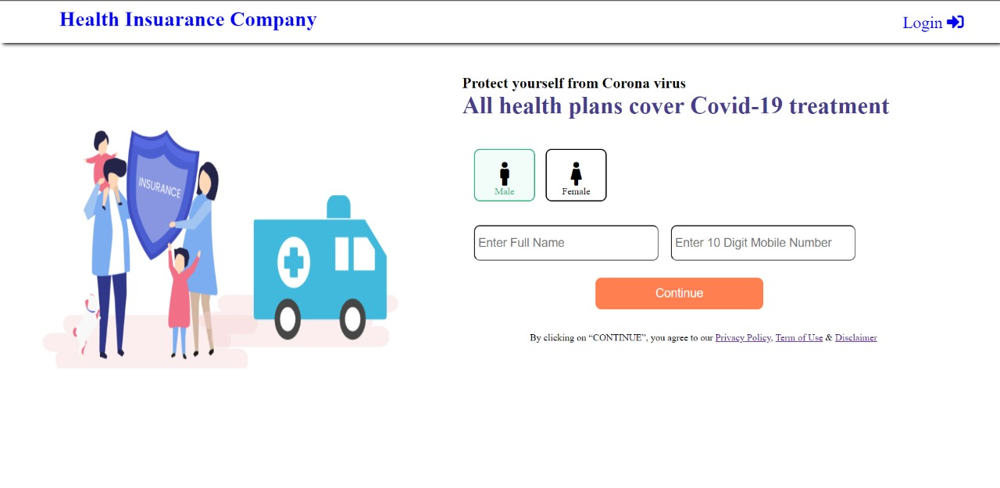 Health Insuarance Company
Login
Protect yourself from Corona virus
All health plans cover Covid-19 treatment
INSURANCE
Male Female
Enter Full Name Enter 10 Digit Mobile Number
Continue
By clicking on “CONTINUE”, you agree to our Privacy Policy, Term of Use & Disclaimer